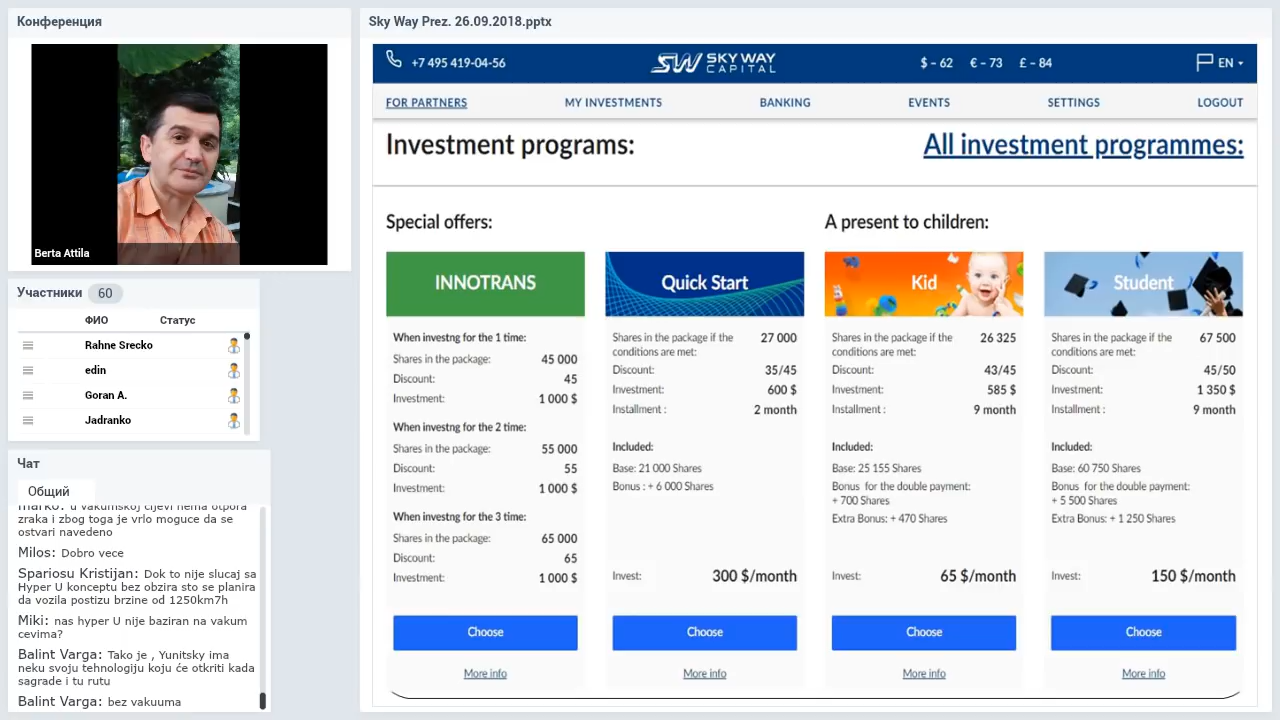 Конференция
Berta Attila
Участники 60
ФИО Статус
Rahne Srecko
edin
Goran A.
Jadranko
Чат
Общий
marko: u vakumskoj cijevi nema otpora
zraka i zbog toga je vrlo moguce da se
ostvari navedeno
Milos: Dobro vece
Spariosu Kristijan: Dok to nije slucaj sa
Hyper U konceptu bez obzira sto se planira
da vozila postizu brzine od 1250km7h
Miki: nas hyper U nije baziran na vakum
cevima?
Balint Varga: Tako je , Yunitsky ima
neku svoju tehnologiju koju će otkriti kada
sagrade i tu rutu
Balint Varga: bez vakuuma
Sky Way Prez. 26.09.2018.pptx
+7 495 419-04-56
SW SKY WAY
CAPITAL
$ – 62 € – 73 £ – 84
EN
FOR PARTNERS MY INVESTMENTS BANKING EVENTS SETTINGS LOGOUT
Investment programs:
All investment programmes:
Special offers:
A present to children:
INNOTRANS
When investng for the 1 time:
Shares in the package: 45 000
Discount: 45
Investment: 1 000 $
When investng for the 2 time:
Shares in the package: 55 000
Discount: 55
Investment: 1 000 $
When investng for the 3 time:
Shares in the package: 65 000
Discount: 65
Investment: 1 000 $
Choose
More info
Quick Start
Shares in the package if the 27 000
conditions are met:
Discount: 35/45
Investment: 600 $
Installment : 2 month
Included:
Base: 21 000 Shares
Bonus : + 6 000 Shares
Invest: 300 $/month
Choose
More info
Kid
Shares in the package if the 26 325
conditions are met:
Discount: 43/45
Investment: 585 $
Installment : 9 month
Included:
Base: 25 155 Shares
Bonus for the double payment:
+ 700 Shares
Extra Bonus: + 470 Shares
Invest: 65 $/month
Choose
More info
Student
Shares in the package if the 67 500
conditions are met:
Discount: 45/50
Investment: 1 350 $
Installment : 9 month
Included:
Base: 60 750 Shares
Bonus for the double payment:
+ 5 500 Shares
Extra Bonus: + 1 250 Shares
Invest: 150 $/month
Choose
More info